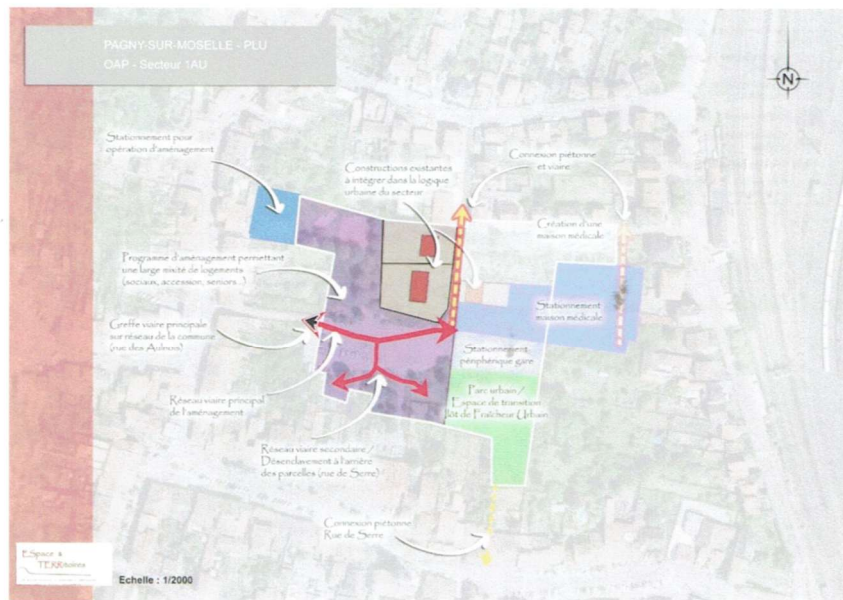 PAGNY-SUR-MOSELLE - PLU
OAP - Secteur 1AU
N
Stationnement pour
opération d'aménagement
Constructions existantes
à intégrer dans la logique
urbaine du secteur
Connexion piétonne
et viaire
Création d'une
maison médicale
Programme d'aménagement permettant
une large mixité de logements
(sociaux, accession, seniors...)
Stationnement
maison médicale
Greffe viaire principale
sur réseau de la commune
(rue des Aulnois)
Stationnement
périphérique gare
Réseau viaire principal
de l'aménagement
Parc urbain /
Espace de transition
Îlot de Fraîcheur Urbain
Réseau viaire secondaire /
Désenclavement à l'arrière
des parcelles (rue de Serre)
Connexion piétonne
Rue de Serre
ESpace &
TERRitoires
Echelle : 1/2000